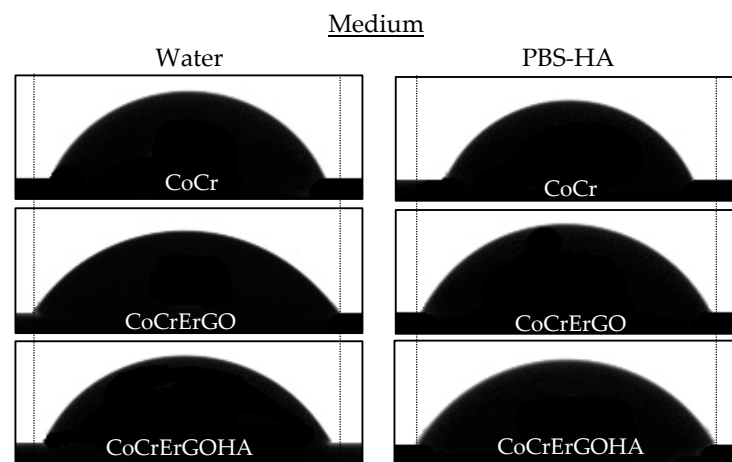 Medium
Water
PBS-HA
CoCr
CoCr
CoCrErGO
CoCrErGO
CoCrErGOHA
CoCrErGOHA